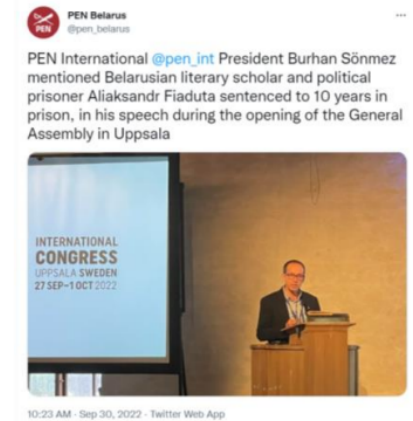 PEN Belarus
@pen_belarus
PEN International @pen_int President Burhan Sönmez
mentioned Belarusian literary scholar and political
prisoner Aliaksandr Fiaduta sentenced to 10 years in
prison, in his speech during the opening of the General
Assembly in Uppsala
INTERNATIONAL
CONGRESS
UPPSALA SWEDEN
27 SEP–1 OCT 2022
10:23 AM · Sep 30, 2022 · Twitter Web App
PEN